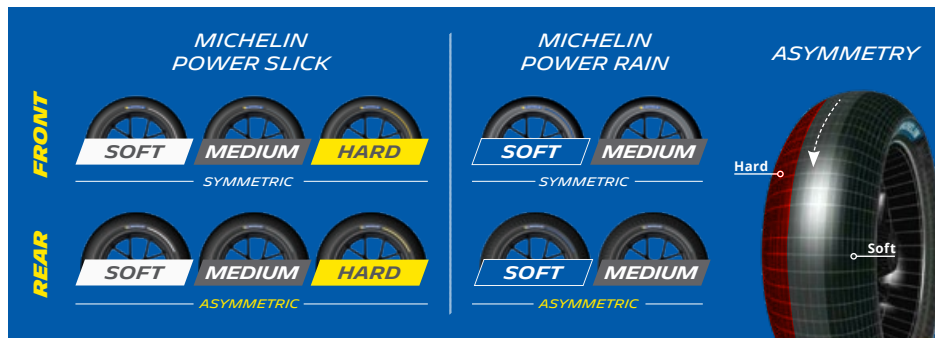 MICHELIN
POWER SLICK
MICHELIN
POWER RAIN
ASYMMETRY
FRONT
SOFT
MEDIUM
HARD
SYMMETRIC
SOFT
MEDIUM
SYMMETRIC
REAR
SOFT
MEDIUM
HARD
ASYMMETRIC
SOFT
MEDIUM
ASYMMETRIC
Hard
Soft